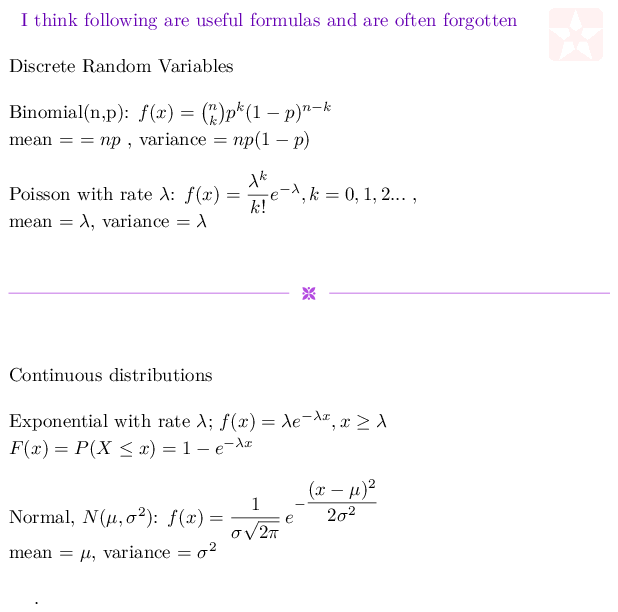 I think following are useful formulas and are often forgotten
Discrete Random Variables
Binomial(n,p): $f(x) = \binom{n}{k} p^k (1-p)^{n-k}$
mean = = $np$ , variance = $np(1-p)$
Poisson with rate $\lambda$: $f(x) = \dfrac{\lambda^k}{k!} e^{-\lambda}, k = 0, 1, 2...$ ,
mean = $\lambda$, variance = $\lambda$
Continuous distributions
Exponential with rate $\lambda$; $f(x) = \lambda e^{-\lambda x}, x \geq \lambda$
$F(x) = P(X \leq x) = 1 - e^{-\lambda x}$
Normal, $N(\mu, \sigma^2)$: $f(x) = \dfrac{1}{\sigma\sqrt{2\pi}} e^{-\dfrac{(x-\mu)^2}{2\sigma^2}}$
mean = $\mu$, variance = $\sigma^2$
.